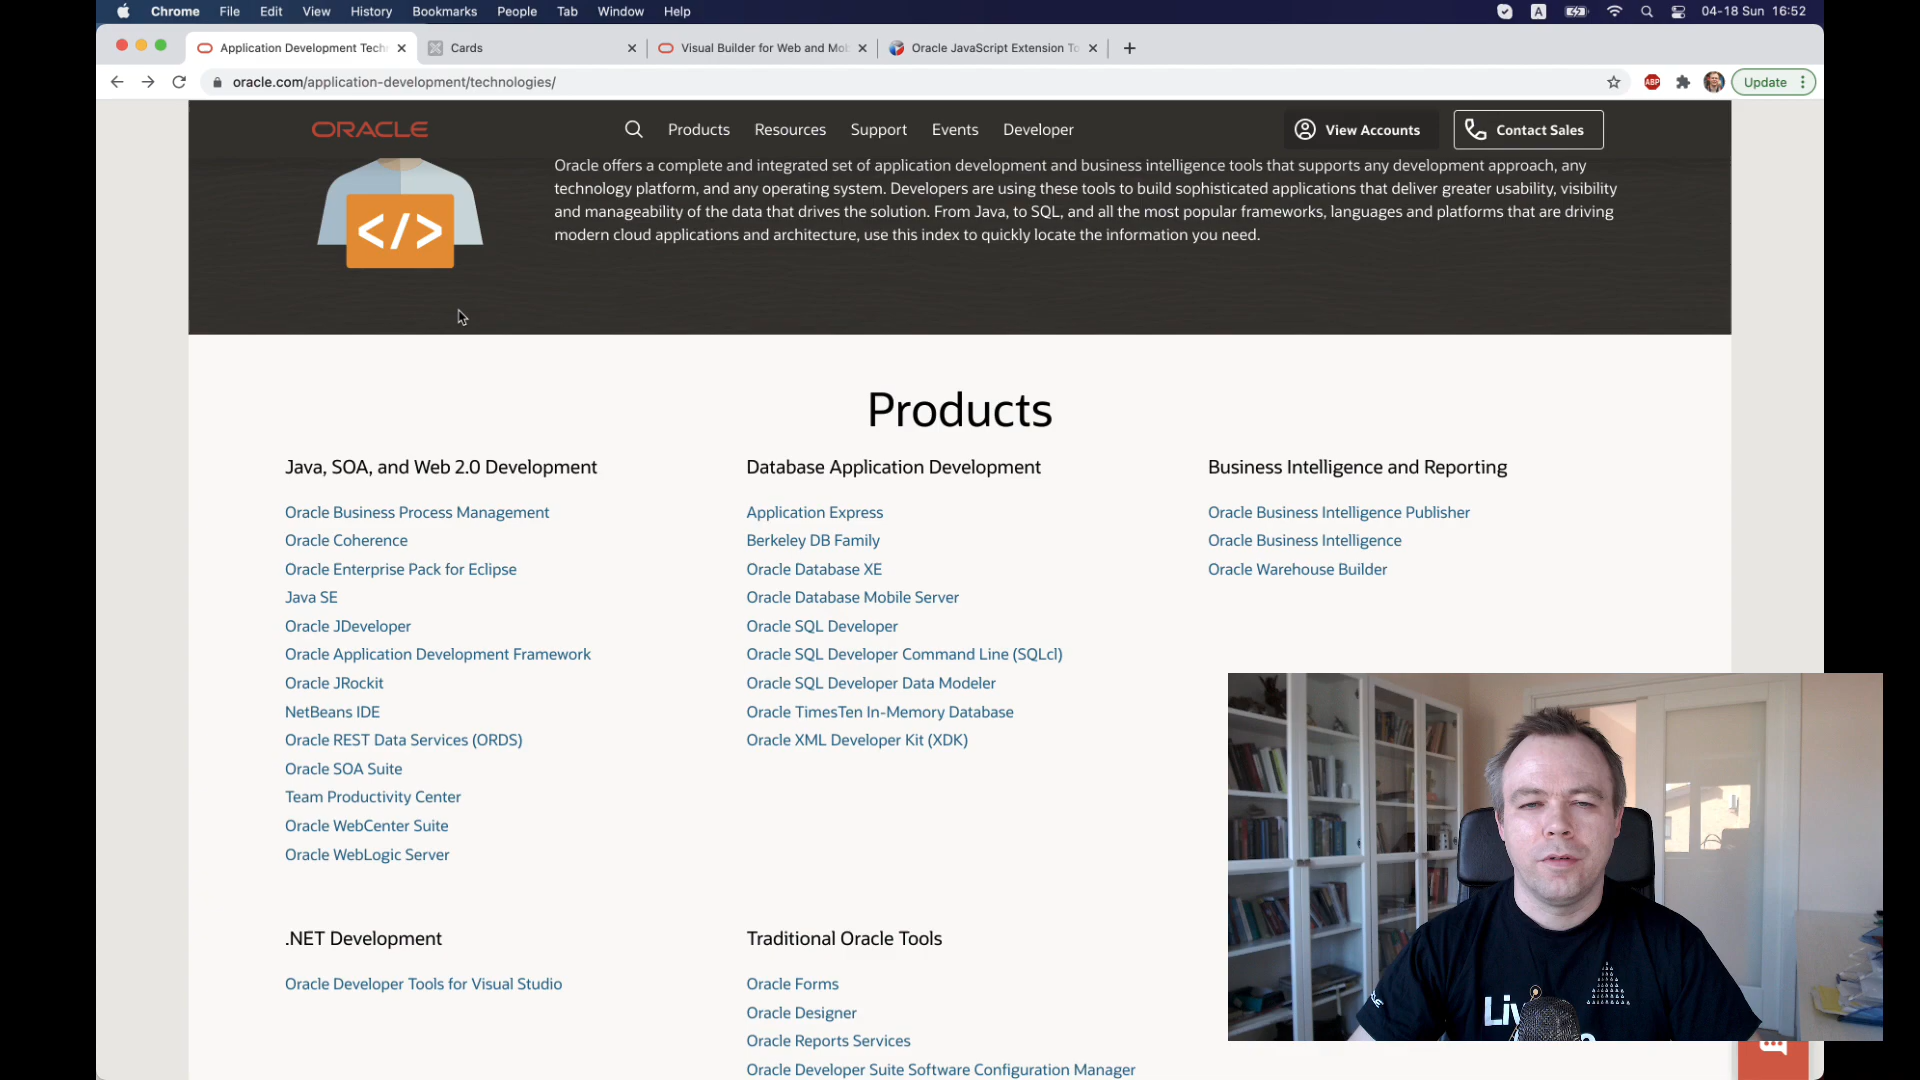 Chrome File Edit View History Bookmarks People Tab Window Help
A
04-18 Sun 16:52
Application Development Techn
Cards
Visual Builder for Web and Mob
Oracle JavaScript Extension To
oracle.com/application-development/technologies/
ABP
Update
ORACLE
Products Resources Support Events Developer
View Accounts
Contact Sales
Oracle offers a complete and integrated set of application development and business intelligence tools that supports any development approach, any
technology platform, and any operating system. Developers are using these tools to build sophisticated applications that deliver greater usability, visibility
and manageability of the data that drives the solution. From Java, to SQL, and all the most popular frameworks, languages and platforms that are driving
modern cloud applications and architecture, use this index to quickly locate the information you need.
</>
Products
Java, SOA, and Web 2.0 Development
Oracle Business Process Management
Oracle Coherence
Oracle Enterprise Pack for Eclipse
Java SE
Oracle JDeveloper
Oracle Application Development Framework
Oracle JRockit
NetBeans IDE
Oracle REST Data Services (ORDS)
Oracle SOA Suite
Team Productivity Center
Oracle WebCenter Suite
Oracle WebLogic Server
Database Application Development
Application Express
Berkeley DB Family
Oracle Database XE
Oracle Database Mobile Server
Oracle SQL Developer
Oracle SQL Developer Command Line (SQLcl)
Oracle SQL Developer Data Modeler
Oracle TimesTen In-Memory Database
Oracle XML Developer Kit (XDK)
Business Intelligence and Reporting
Oracle Business Intelligence Publisher
Oracle Business Intelligence
Oracle Warehouse Builder
.NET Development
Oracle Developer Tools for Visual Studio
Traditional Oracle Tools
Oracle Forms
Oracle Designer
Oracle Reports Services
Oracle Developer Suite Software Configuration Manager